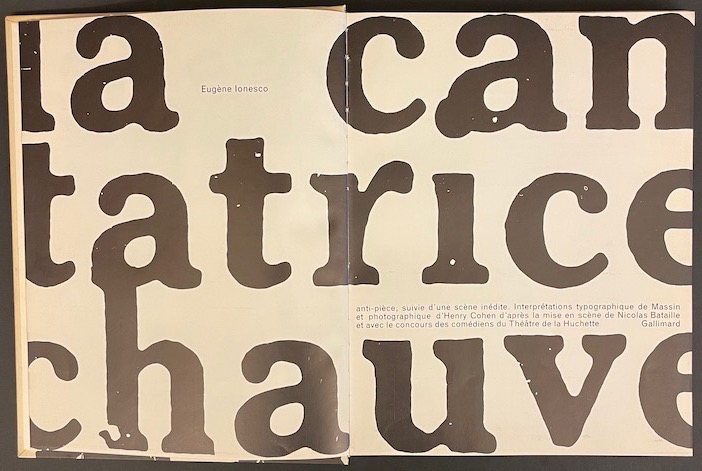 la can
Eugène Ionesco
tatrice
anti-pièce, suivie d'une scène inédite. Interprétations typographique de Massin
et photographique d'Henry Cohen d'après la mise en scène de Nicolas Bataille
et avec le concours des comédiens du Théâtre de la Huchette Gallimard
chauve